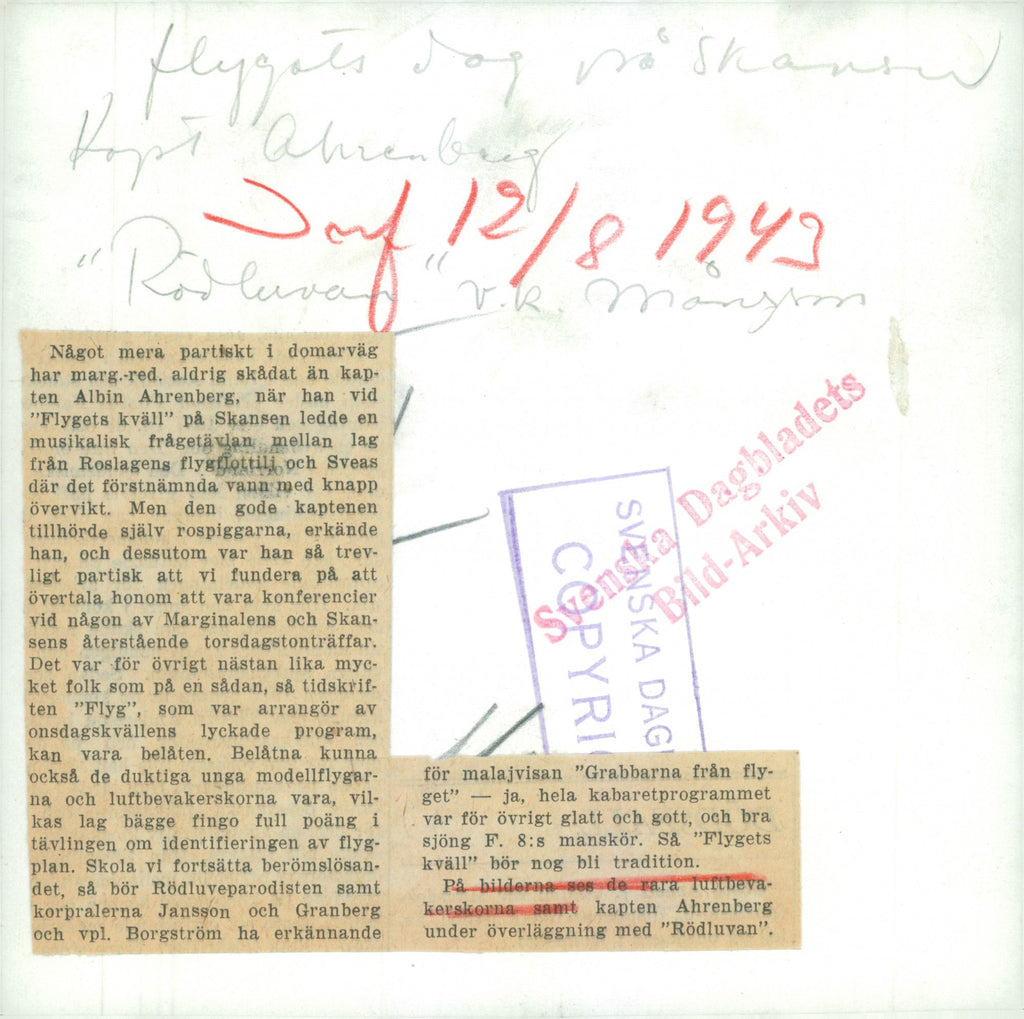 flygets dag på Skansen
Kapt Ahrenberg
Inf 12/8 1943
"Rödluvan" v.k.
Något mera partiskt i domarväg
har marg.-red. aldrig skådat än kap-
ten Albin Ahrenberg, när han vid
"Flygets kväll" på Skansen ledde en
musikalisk frågetävlan mellan lag
från Roslagens flygflottilj och Sveas
där det förstnämnda vann med knapp
övervikt. Men den gode kaptenen
tillhörde själv rospiggarna, erkände
han, och dessutom var han så trev-
ligt partisk att vi fundera på att
övertala honom att vara konferencier
vid någon av Marginalens och Skan-
sens återstående torsdagstonträffar.
Det var för övrigt nästan lika myc-
ket folk som på en sådan, så tidskrif-
ten "Flyg", som var arrangör av
onsdagskvällens lyckade program,
kan vara belåten. Belåtna kunna
också de duktiga unga modellflygar-
na och luftbevakerskorna vara, vil-
kas lag bägge fingo full poäng i
tävlingen om identifieringen av flyg-
plan. Skola vi fortsätta berömslösan-
det, så bör Rödluveparodisten samt
korpralerna Jansson och Granberg
och vpl. Borgström ha erkännande
för malajvisan "Grabbarna från fly-
get" — ja, hela kabaretprogrammet
var för övrigt glatt och gott, och bra
sjöng F. 8:s manskör. Så "Flygets
kväll" bör nog bli tradition.
På bilderna ses de rara luftbeva-
kerskorna samt kapten Ahrenberg
under överläggning med "Rödluvan".
Svenska Dagbladets
Bild-Arkiv
SVENSKA DAG
COPYRI